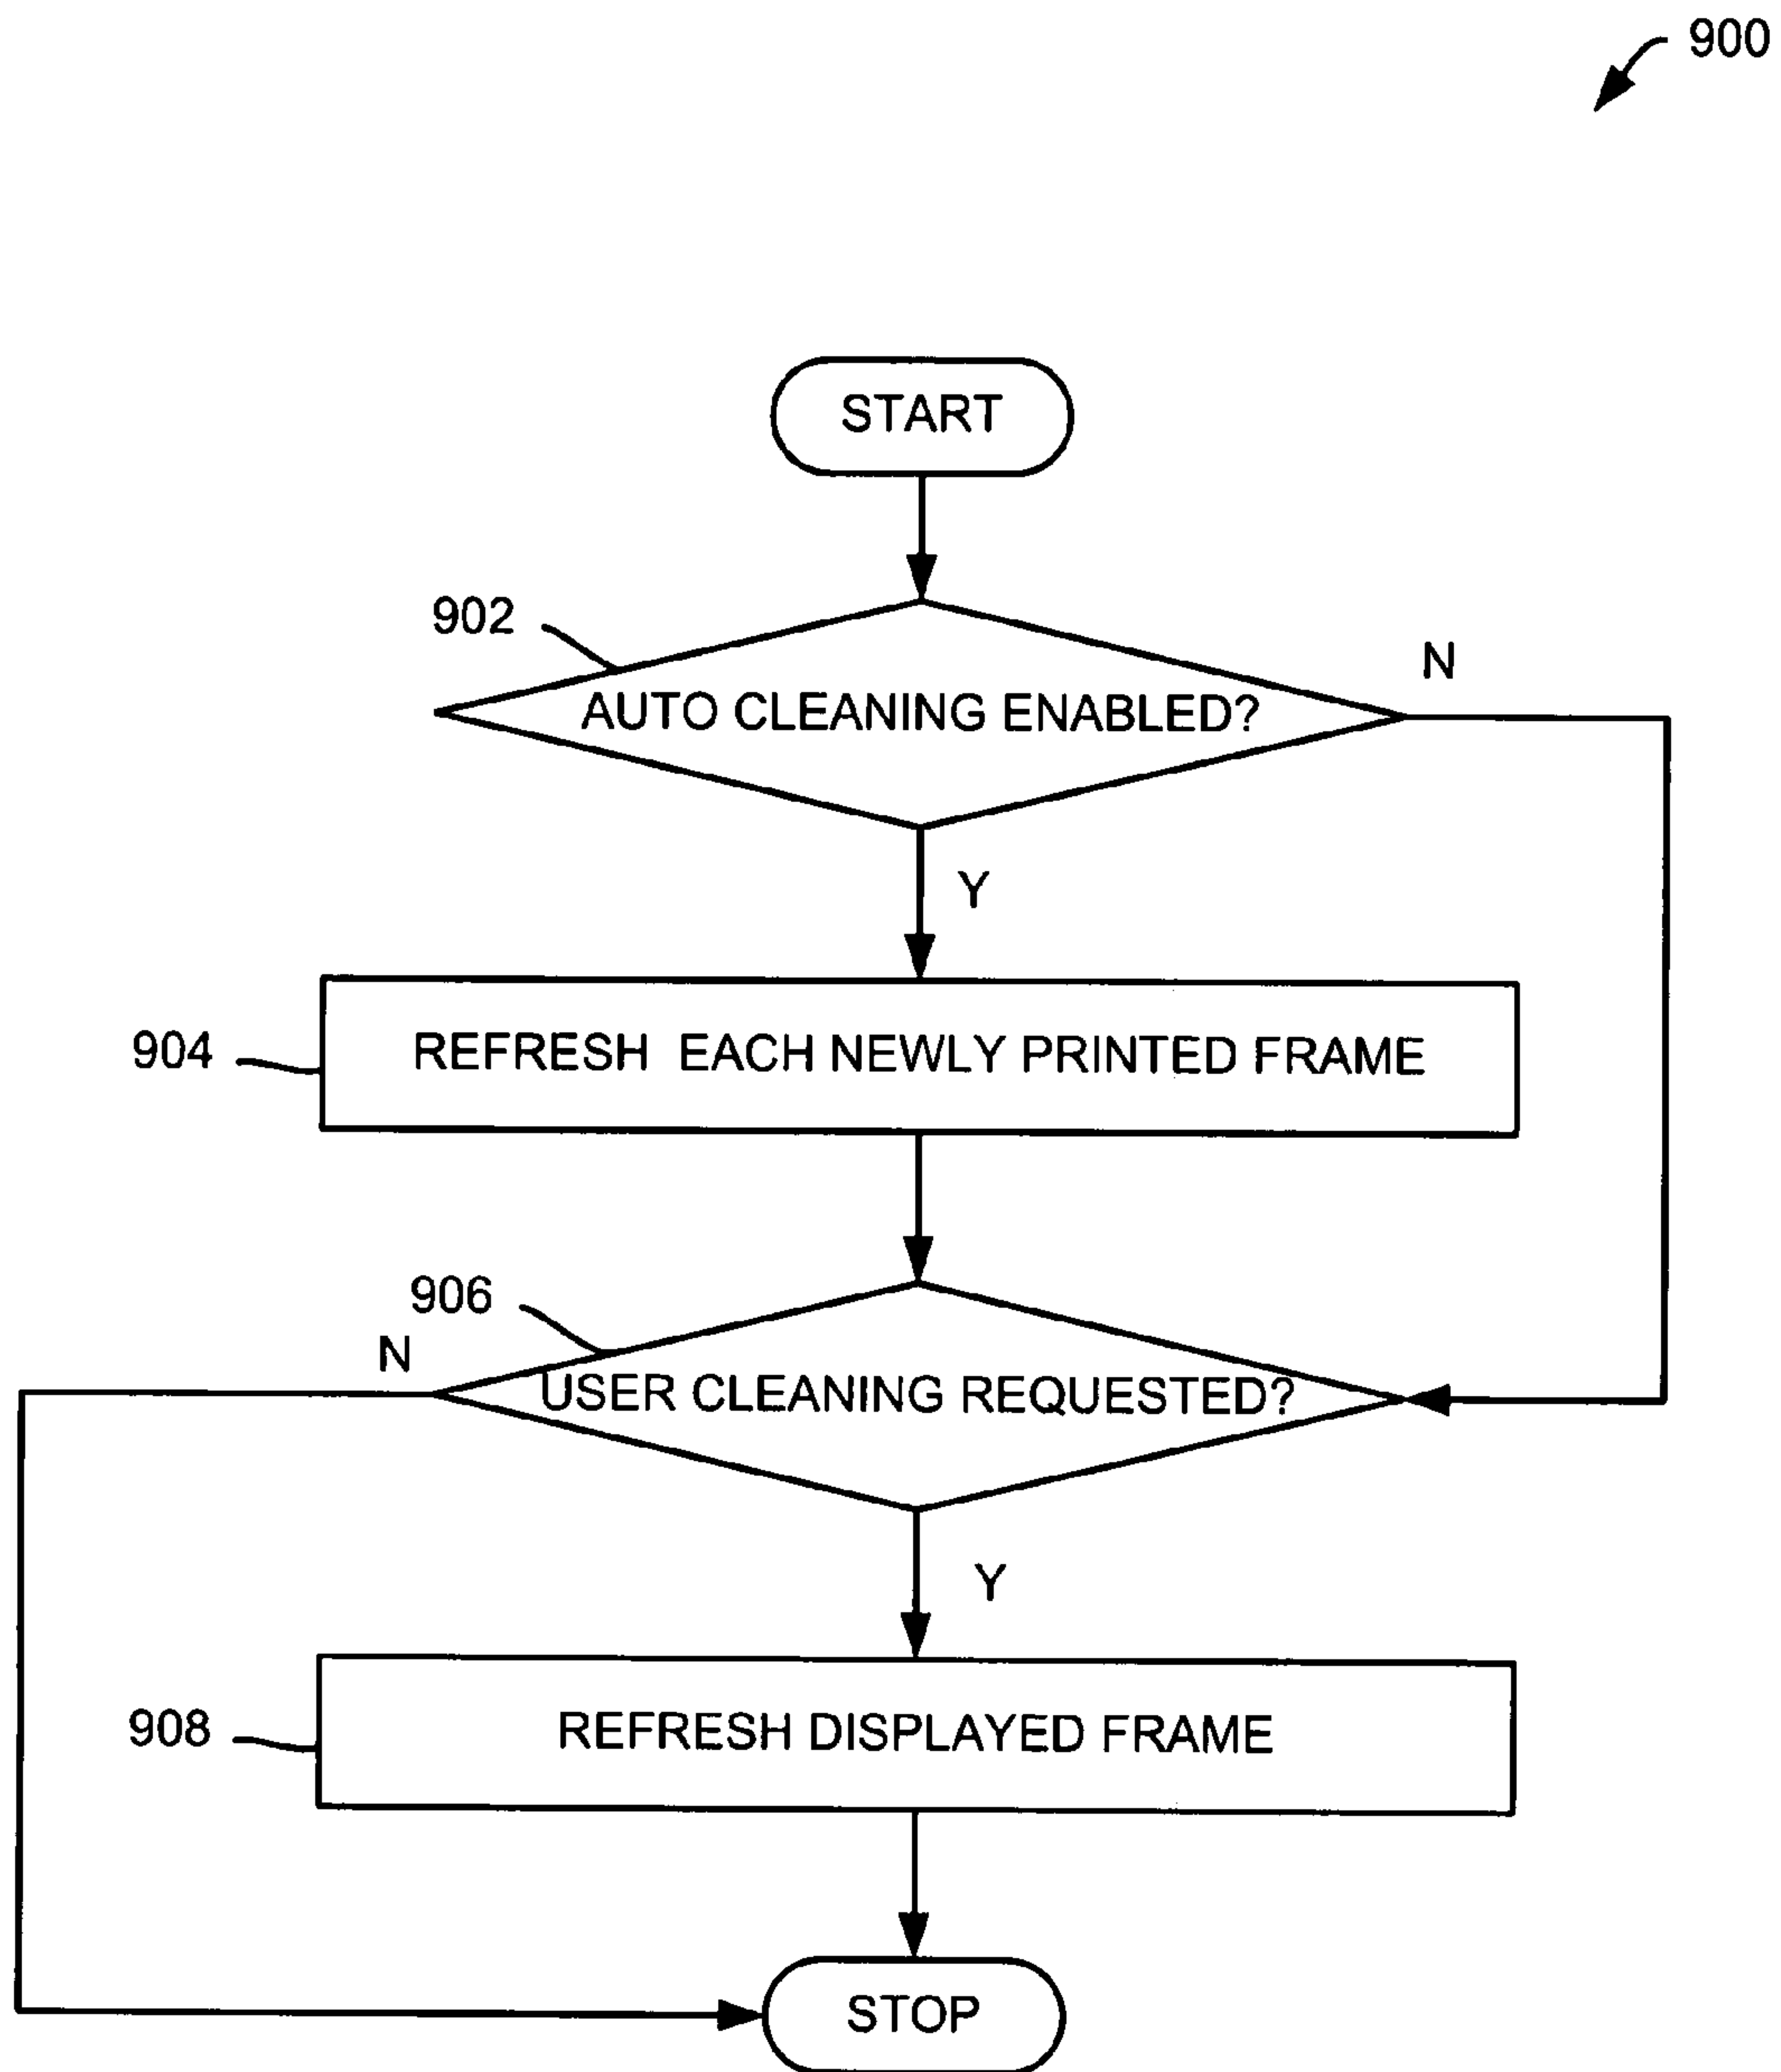 900
START
902
AUTO CLEANING ENABLED?
N
Y
904
REFRESH EACH NEWLY PRINTED FRAME
906
N
USER CLEANING REQUESTED?
Y
908
REFRESH DISPLAYED FRAME
STOP